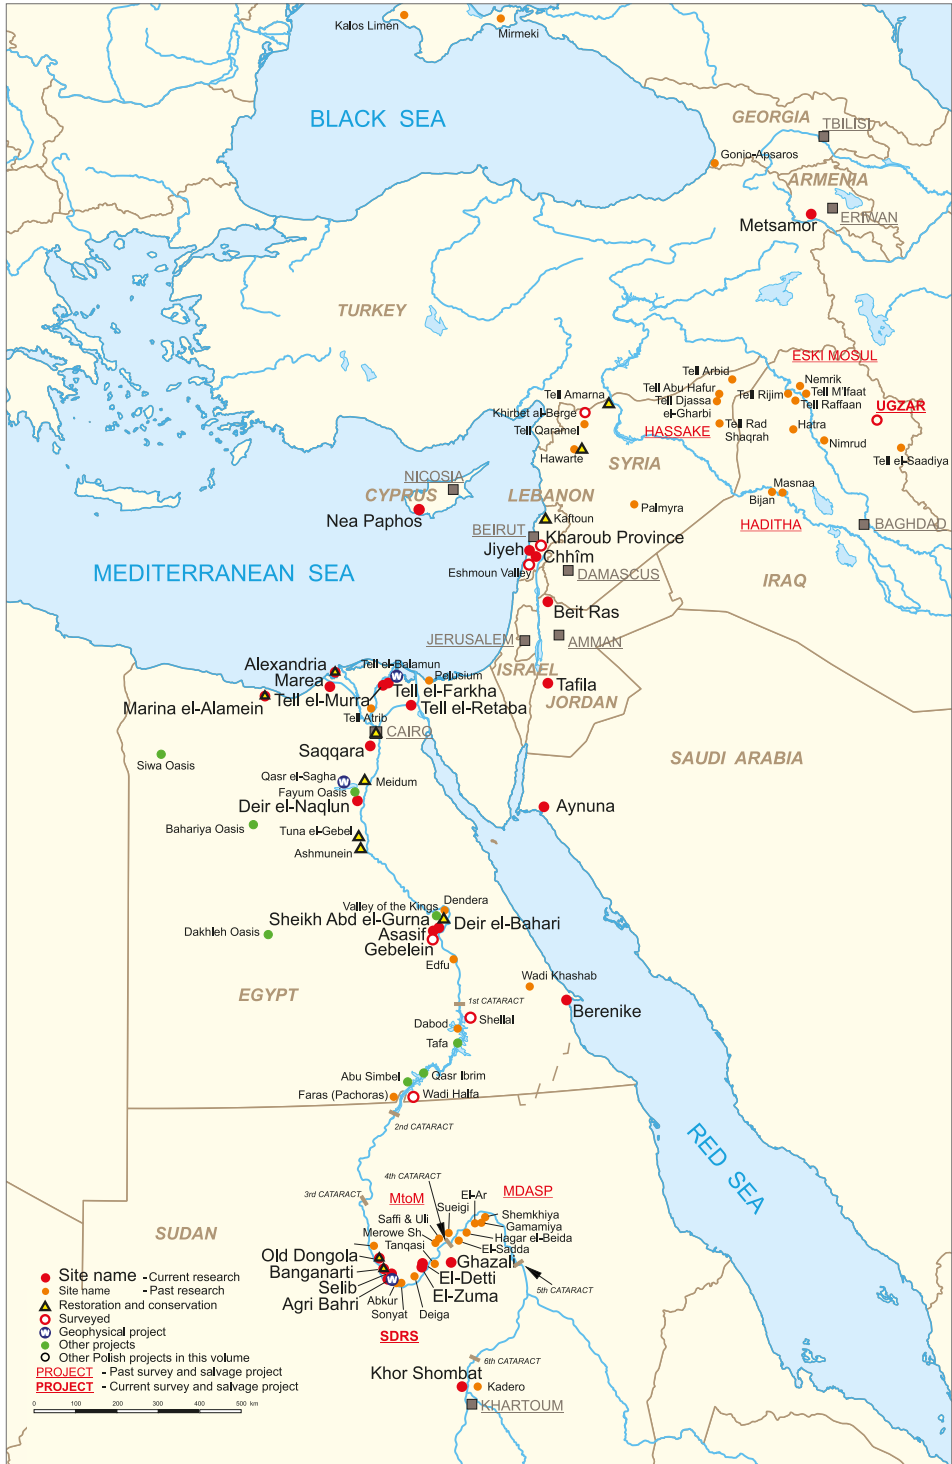 Kalos Limen
Mirmeki
BLACK SEA
GEORGIA
TBILISI
Gonio-Apsaros
ARMENIA
ERIWAN
Metsamor
TURKEY
ESKI MOSUL
Tell Arbid
Nemrik
Tell Abu Hafur
Tell Rijim
Tell M'lfaat
Tell Amarna
Tell Djassa
el-Gharbi
Tell Raffaan
UGZAR
Khirbet al-Berge
Tell Qaramel
HASSAKE
Tell Rad
Shaqrah
Hatra
Nimrud
Hawarte
SYRIA
Tell el-Saadiya
NICOSIA
CYPRUS
LEBANON
Masnaa
Bijan
Palmyra
Nea Paphos
Kaftoun
HADITHA
BAGHDAD
BEIRUT
Kharoub Province
Jiyeh
Chhîm
MEDITERRANEAN SEA
Eshmoun Valley
DAMASCUS
IRAQ
Beit Ras
JERUSALEM
AMMAN
Alexandria
Tell el-Balamun
ISRAEL
Marea
Pelusium
Tell el-Farkha
Tafila
Marina el-Alamein
Tell el-Murra
JORDAN
Tell el-Retaba
Tell Atrib
CAIRO
Saqqara
SAUDI ARABIA
Siwa Oasis
Qasr el-Sagha
Meidum
Fayum Oasis
Deir el-Naqlun
Aynuna
Bahariya Oasis
Tuna el-Gebel
Ashmunein
Dendera
Valley of the Kings
Sheikh Abd el-Gurna
Deir el-Bahari
Dakhleh Oasis
Asasif
Gebelein
Edfu
Wadi Khashab
EGYPT
1st CATARACT
Berenike
Shellal
Dabod
Tafa
Abu Simbel
Qasr Ibrim
Faras (Pachoras)
Wadi Halfa
2nd CATARACT
RED SEA
4th CATARACT
3rd CATARACT
MtoM
MDASP
El-Ar
Sueigi
Shemkhiya
Saffi & Uli
Gamamiya
SUDAN
Merowe Sh.
Hagar el-Beida
Tanqasi
El-Sadda
Old Dongola
Ghazali
Banganarti
El-Detti
Selib
El-Zuma
5th CATARACT
Agri Bahri
Abkur
Sonyat
Deiga
SDRS
6th CATARACT
Khor Shombat
Kadero
KHARTOUM
Site name - Current research
Site name - Past research
Restoration and conservation
Surveyed
W Geophysical project
Other projects
Other Polish projects in this volume
PROJECT - Past survey and salvage project
PROJECT - Current survey and salvage project
0 100 200 300 400 500 km